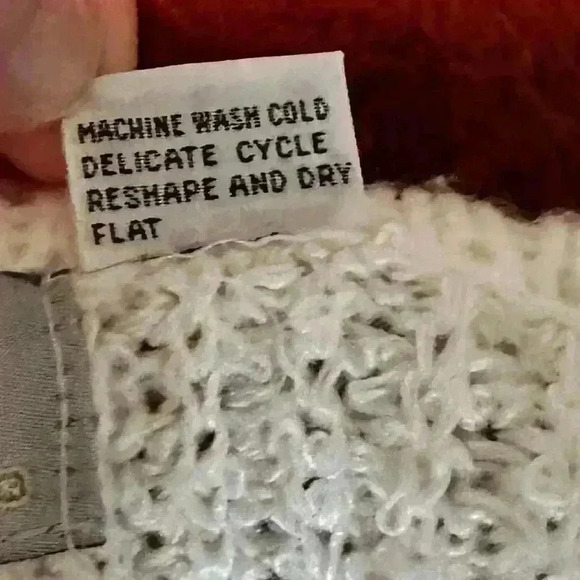 MACHINE WASH COLD
DELICATE CYCLE
RESHAPE AND DRY
FLAT